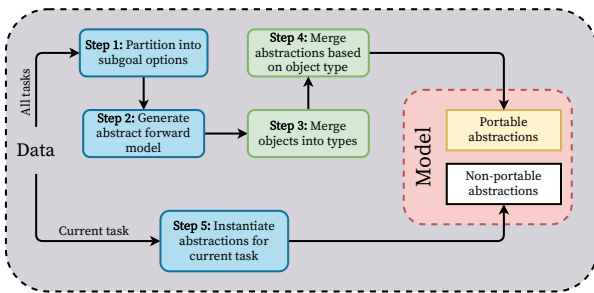 Step 1: Partition into
subgoal options
Step 4: Merge
abstractions based
on object type
All tasks
Step 2: Generate
abstract forward
model
Step 3: Merge
objects into types
Data
Model
Portable
abstractions
Non-portable
abstractions
Current task
Step 5: Instantiate
abstractions for
current task